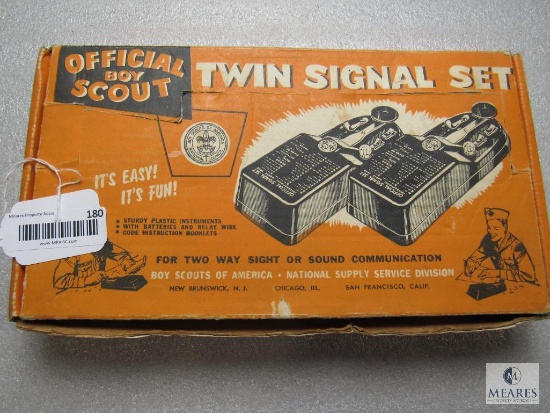 OFFICIAL
BOY
SCOUT
TWIN SIGNAL SET
IT'S EASY!
IT'S FUN!
• STURDY PLASTIC INSTRUMENTS
• WITH BATTERIES AND RELAY WIRE
• CODE INSTRUCTION BOOKLETS
FOR TWO WAY SIGHT OR SOUND COMMUNICATION
BOY SCOUTS OF AMERICA • NATIONAL SUPPLY SERVICE DIVISION
NEW BRUNSWICK, N. J. CHICAGO, ILL. SAN FRANCISCO, CALIF.
180
MEARES